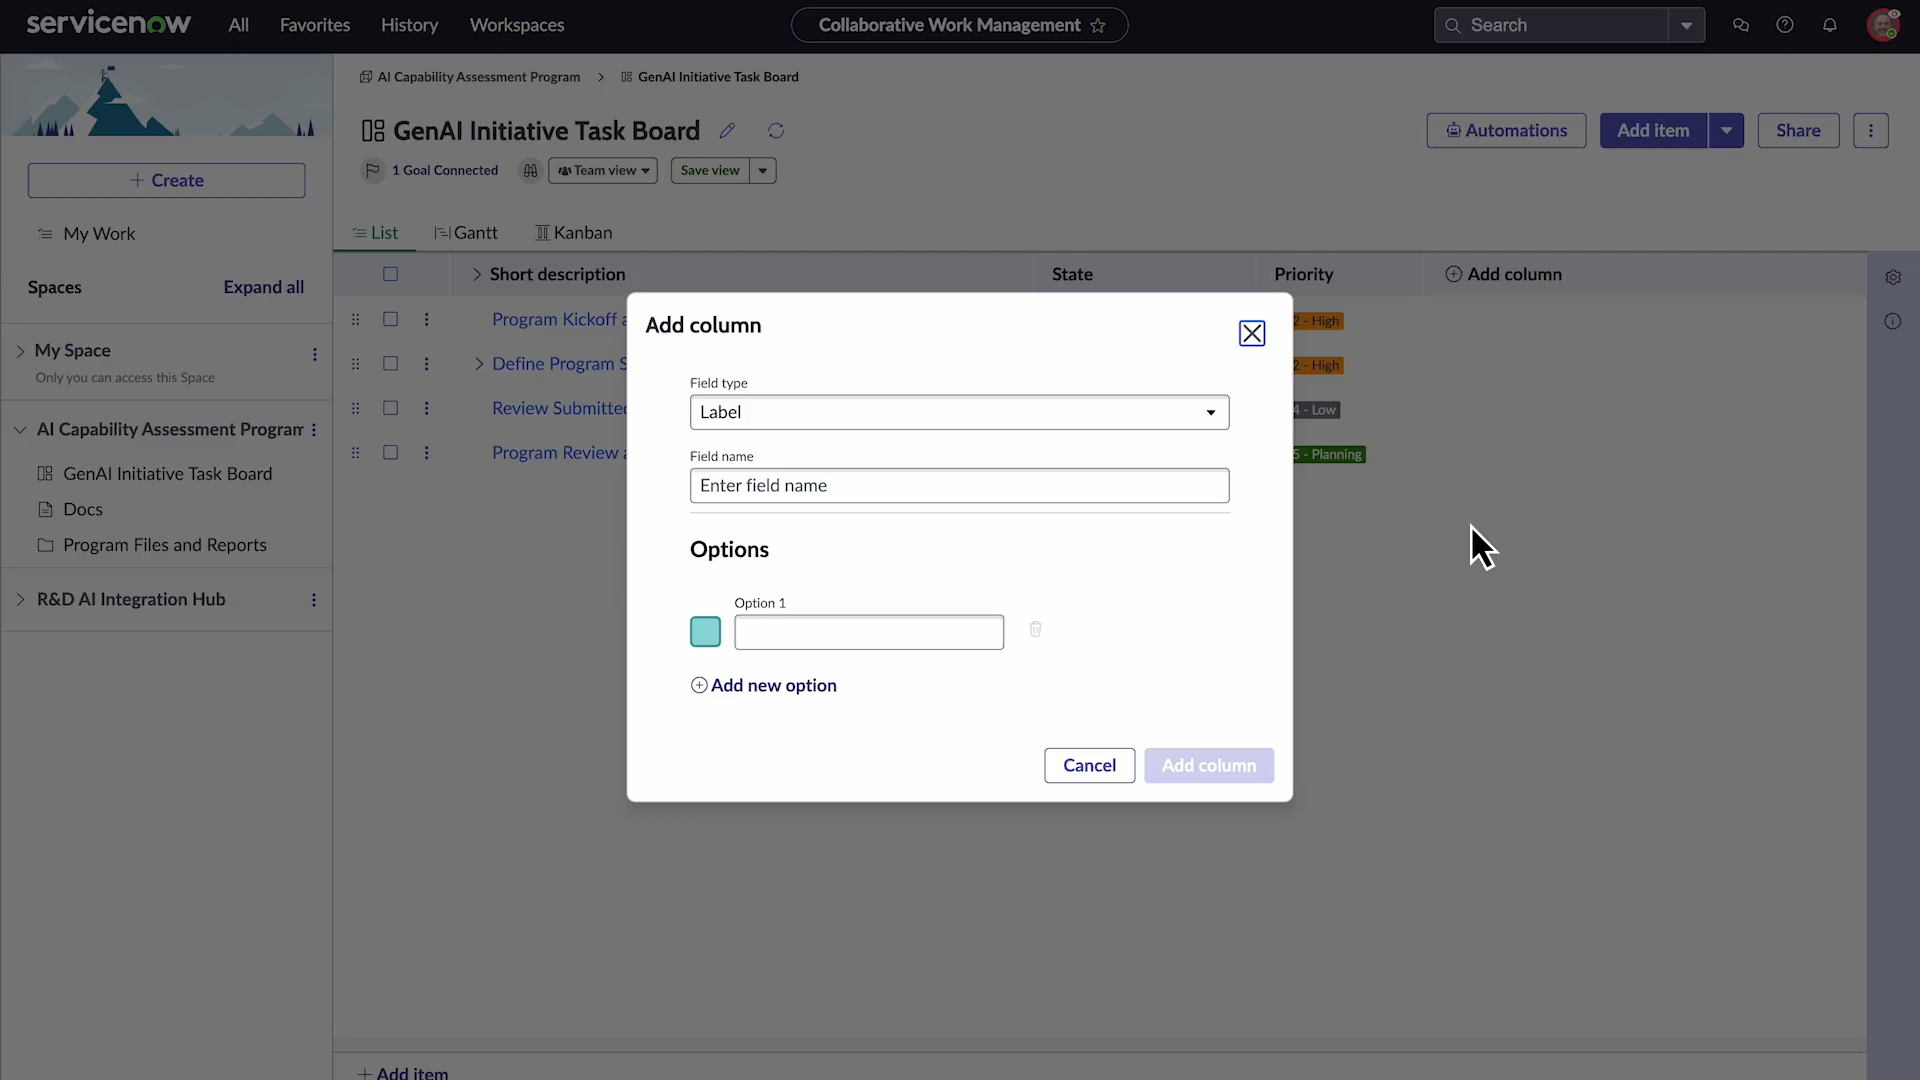 servicenow All Favorites History Workspaces Collaborative Work Management Search
AI Capability Assessment Program > GenAI Initiative Task Board
GenAI Initiative Task Board Automations Add item Share
1 Goal Connected Team view Save view
+ Create
My Work
List Gantt Kanban
Spaces Expand all
Short description State Priority Add column
My Space
Only you can access this Space
AI Capability Assessment Program
GenAI Initiative Task Board
Docs
Program Files and Reports
R&D AI Integration Hub
Program Kickoff 2 - High
Define Program 2 - High
Review 4 - Low
Program Review 5 - Planning
Add column
Field type
Label
Field name
Enter field name
Options
Option 1
Add new option
Cancel Add column
+ Add item